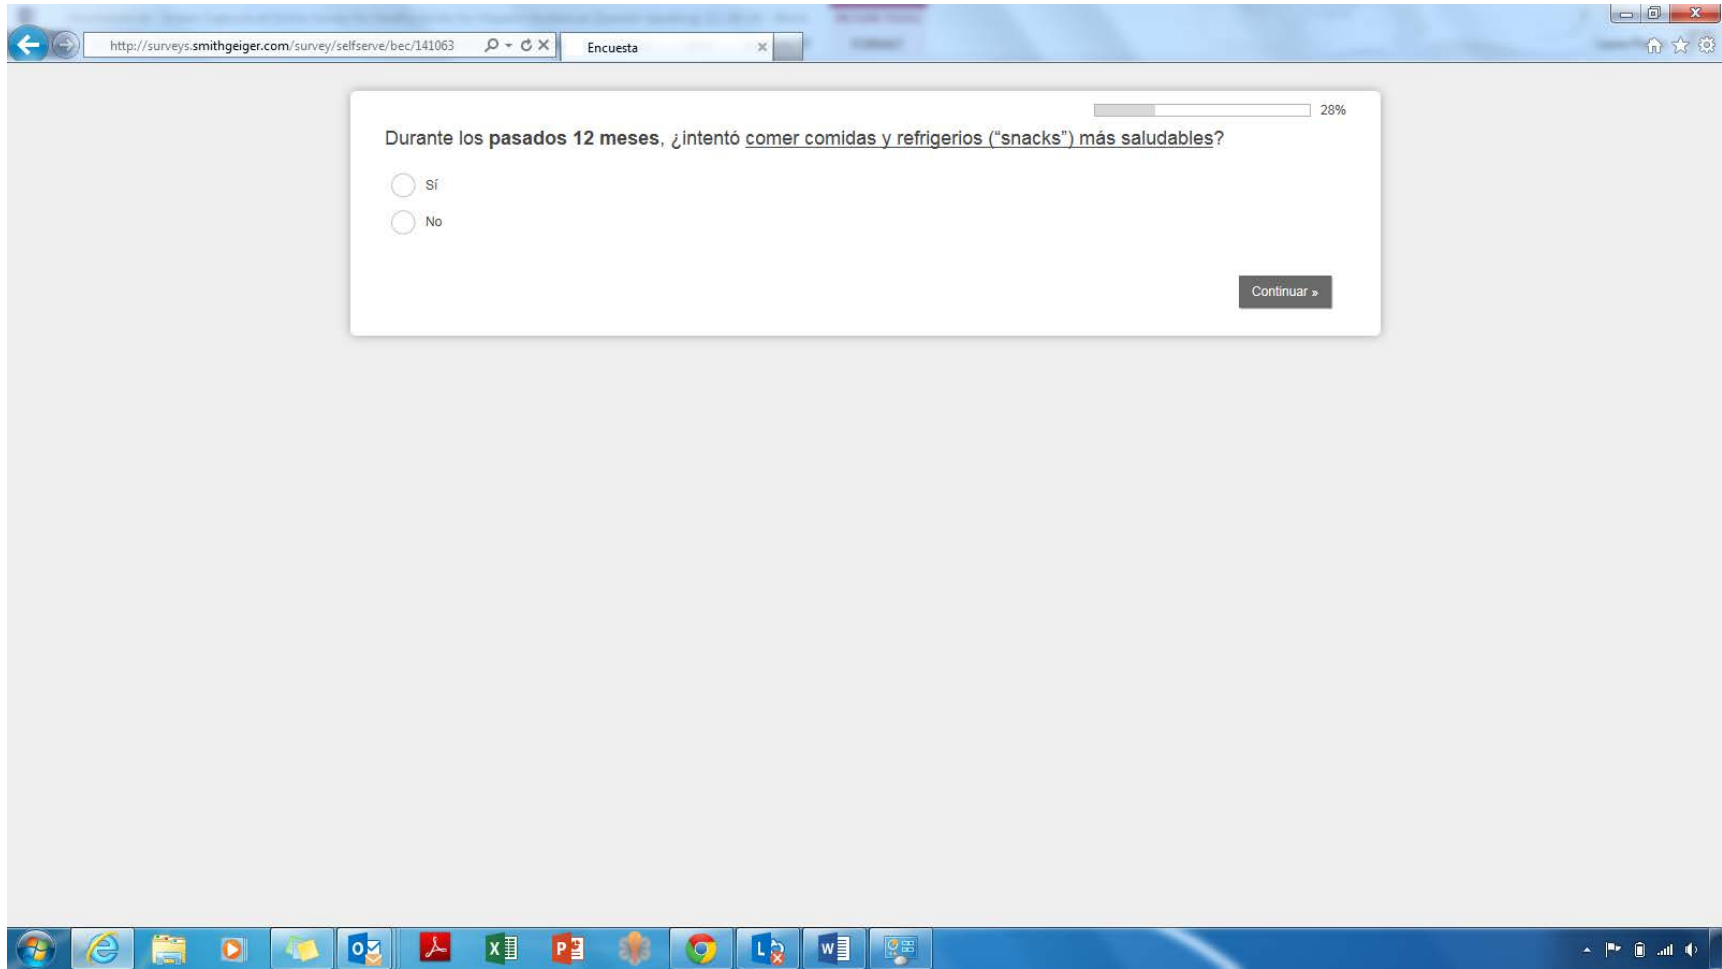 http://surveys.smithgeiger.com/survey/selfserve/bec/141063
Encuesta
28%
Durante los pasados 12 meses, ¿intentó comer comidas y refrigerios (“snacks”) más saludables?
Sí
No
Continuar »